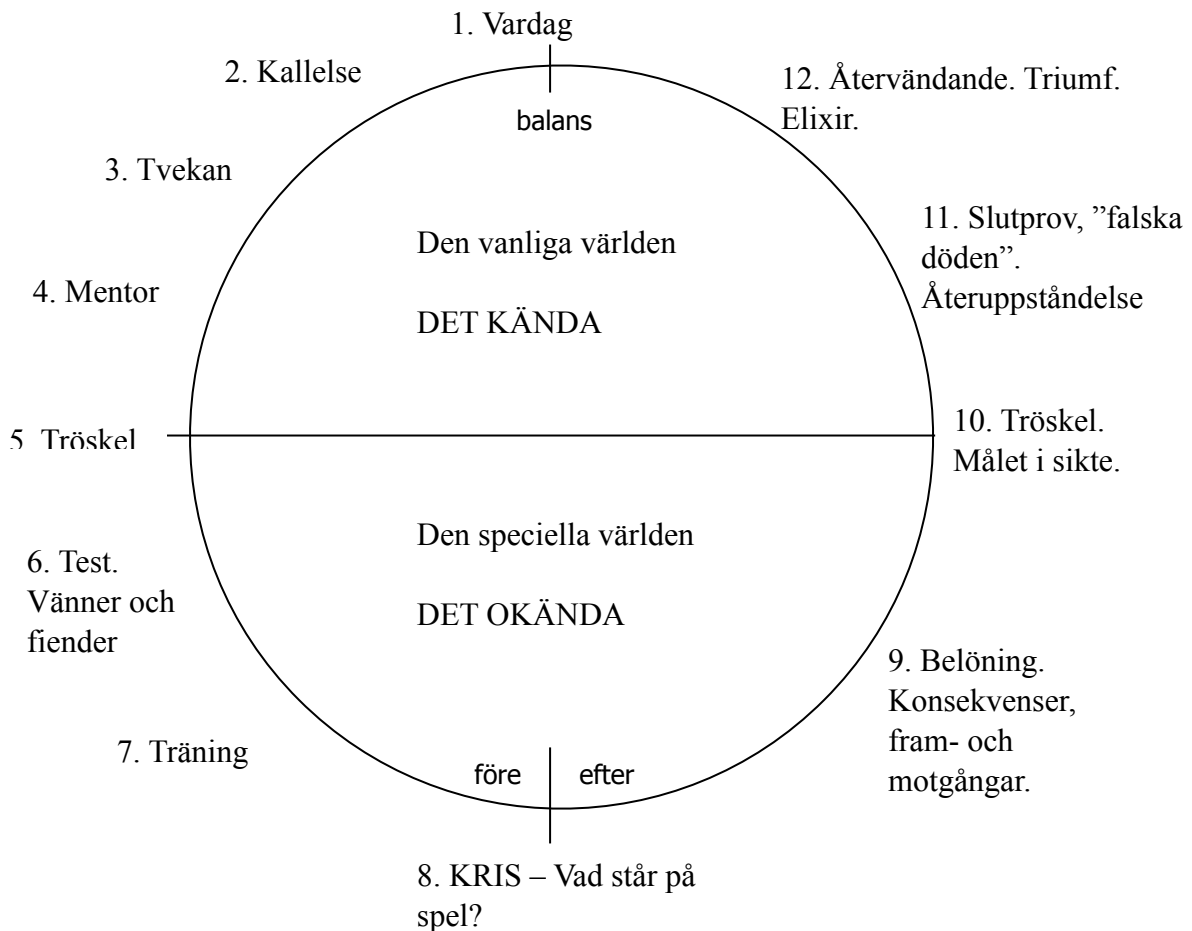 1. Vardag
2. Kallelse
balans
12. Återvändande. Triumf.
Elixir.
3. Tvekan
11. Slutprov, ”falska
döden”.
Återuppståndelse
Den vanliga världen
4. Mentor
DET KÄNDA
5. Tröskel
10. Tröskel.
Målet i sikte.
Den speciella världen
6. Test.
Vänner och
fiender
DET OKÄNDA
9. Belöning.
Konsekvenser,
fram- och
motgångar.
7. Träning
före efter
8. KRIS – Vad står på
spel?